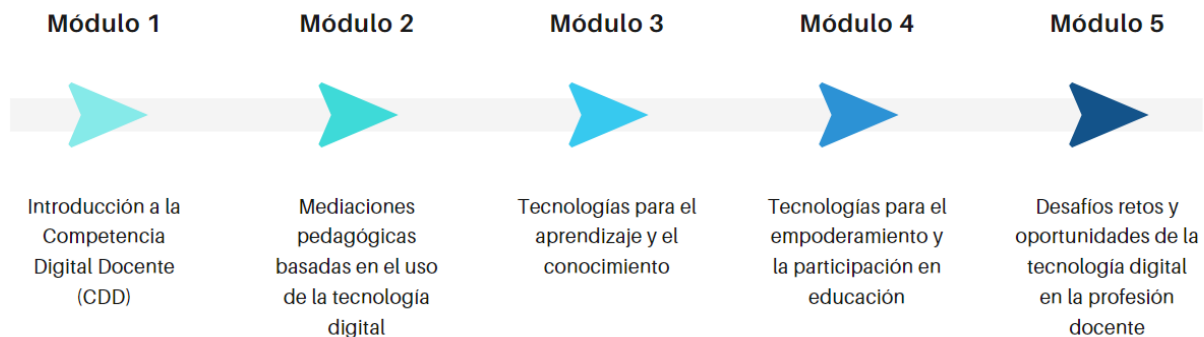 Módulo 1
Introducción a la
Competencia
Digital Docente
(CDD)
Módulo 2
Mediaciones
pedagógicas
basadas en el uso
de la tecnología
digital
Módulo 3
Tecnologías para el
aprendizaje y el
conocimiento
Módulo 4
Tecnologías para el
empoderamiento y
la participación en
educación
Módulo 5
Desafíos retos y
oportunidades de la
tecnología digital
en la profesión
docente